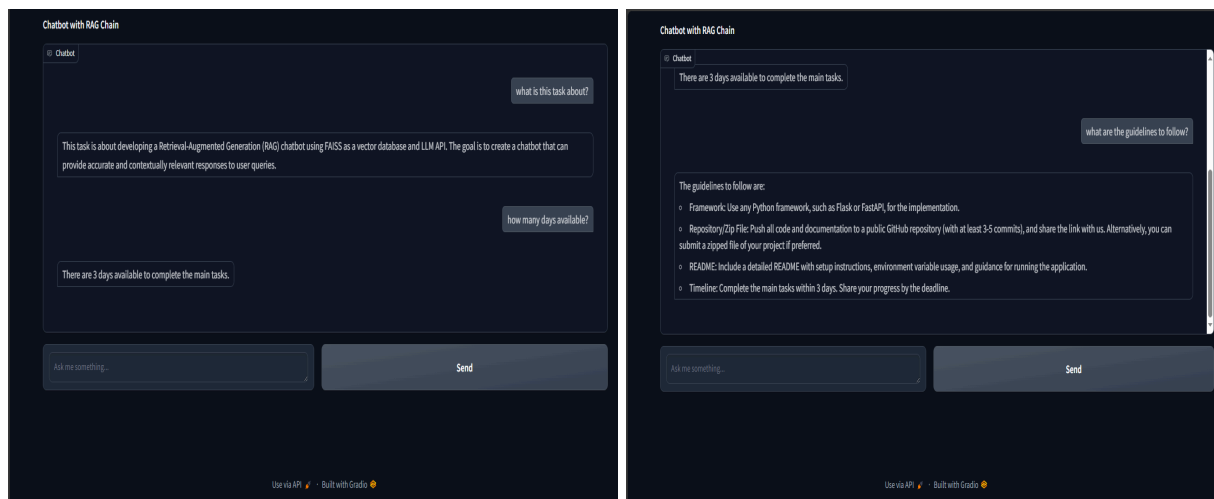 Chatbot with RAG Chain
Chatbot
what is this task about?
This task is about developing a Retrieval-Augmented Generation (RAG) chatbot using FAISS as a vector database and LLM API. The goal is to create a chatbot that can
provide accurate and contextually relevant responses to user queries.
how many days available?
There are 3 days available to complete the main tasks.
Ask me something...
Send
Use via API · Built with Gradio
Chatbot with RAG Chain
Chatbot
There are 3 days available to complete the main tasks.
what are the guidelines to follow?
The guidelines to follow are:
Framework: Use any Python framework, such as Flask or FastAPI, for the implementation.
Repository/Zip File: Push all code and documentation to a public GitHub repository (with at least 3-5 commits), and share the link with us. Alternatively, you can
submit a zipped file of your project if preferred.
README: Include a detailed README with setup instructions, environment variable usage, and guidance for running the application.
Timeline: Complete the main tasks within 3 days. Share your progress by the deadline.
Ask me something...
Send
Use via API · Built with Gradio